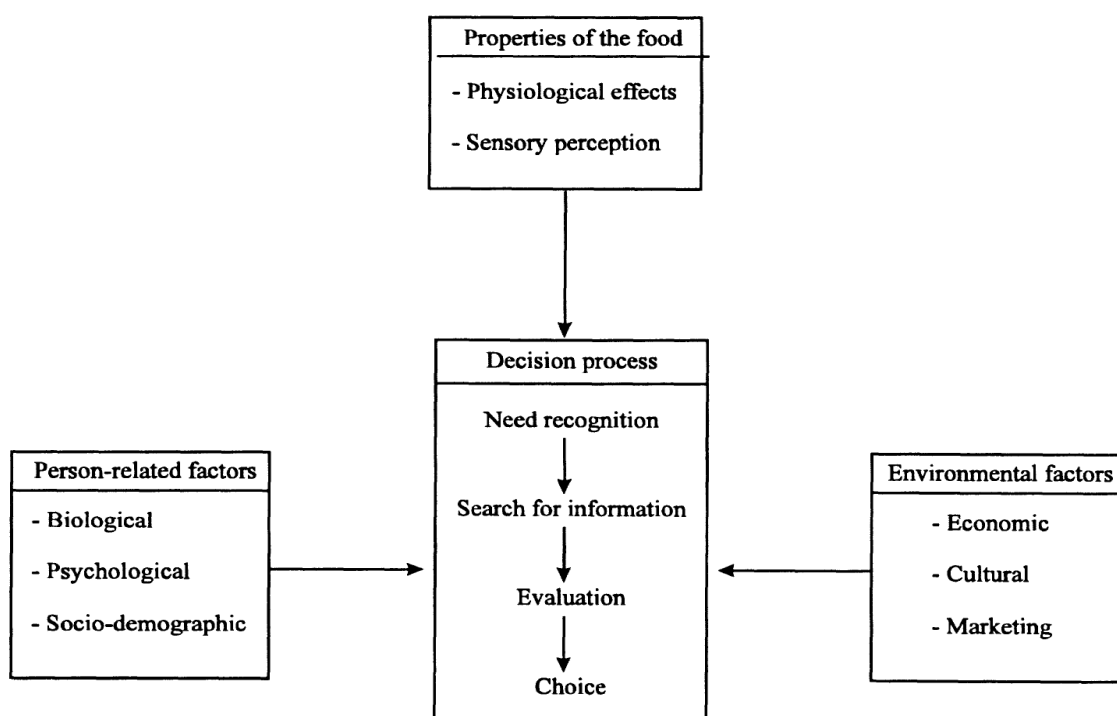 Properties of the food
- Physiological effects
- Sensory perception
Decision process
Need recognition
Search for information
Evaluation
Choice
Person-related factors
- Biological
- Psychological
- Socio-demographic
Environmental factors
- Economic
- Cultural
- Marketing